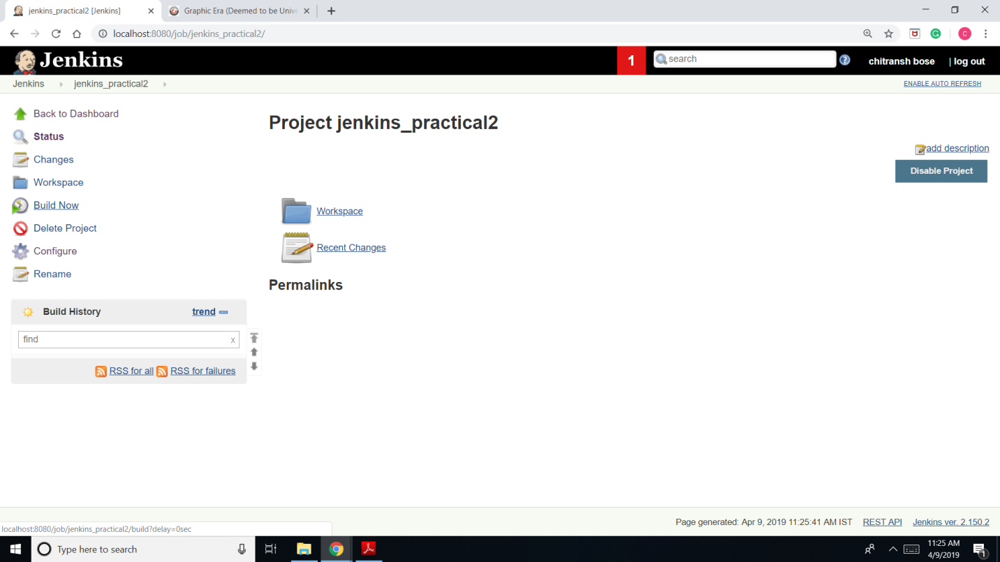 jenkins_practical2 [Jenkins]
Graphic Era (Deemed to be Unive
localhost:8080/job/jenkins_practical2/
C
Jenkins
1
search
chitransh bose
| log out
Jenkins
jenkins_practical2
ENABLE AUTO REFRESH
Back to Dashboard
Status
Changes
Workspace
Build Now
Delete Project
Configure
Rename
Project jenkins_practical2
add description
Disable Project
Workspace
Recent Changes
Permalinks
Build History
trend
find
x
RSS for all
RSS for failures
Page generated: Apr 9, 2019 11:25:41 AM IST
REST API
Jenkins ver. 2.150.2
localhost:8080/job/jenkins_practical2/build?delay=0sec
Type here to search
11:25 AM
4/9/2019
1